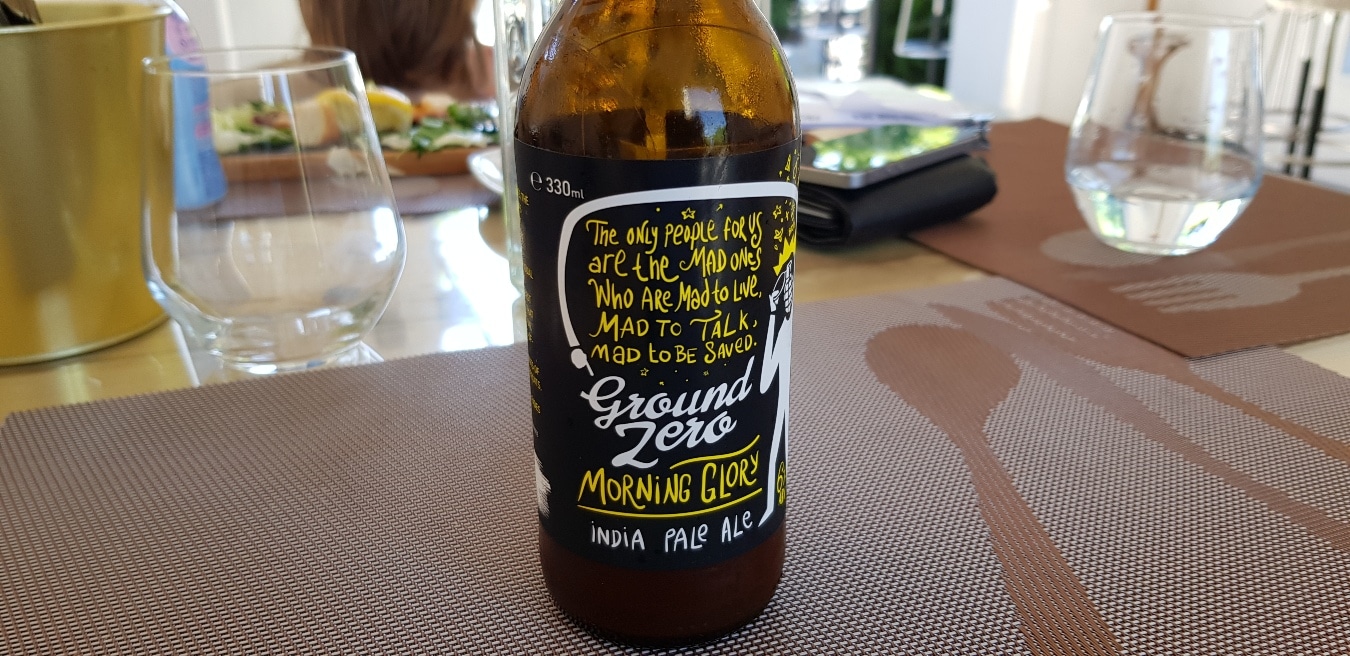 ℮ 330ml
The only people for us
are the MAD ones
Who Are Mad to Live,
MAD TO TALK,
mad to BE Saved.
Ground
Zero
MORNING GLORY
iNDiA PALe ALe